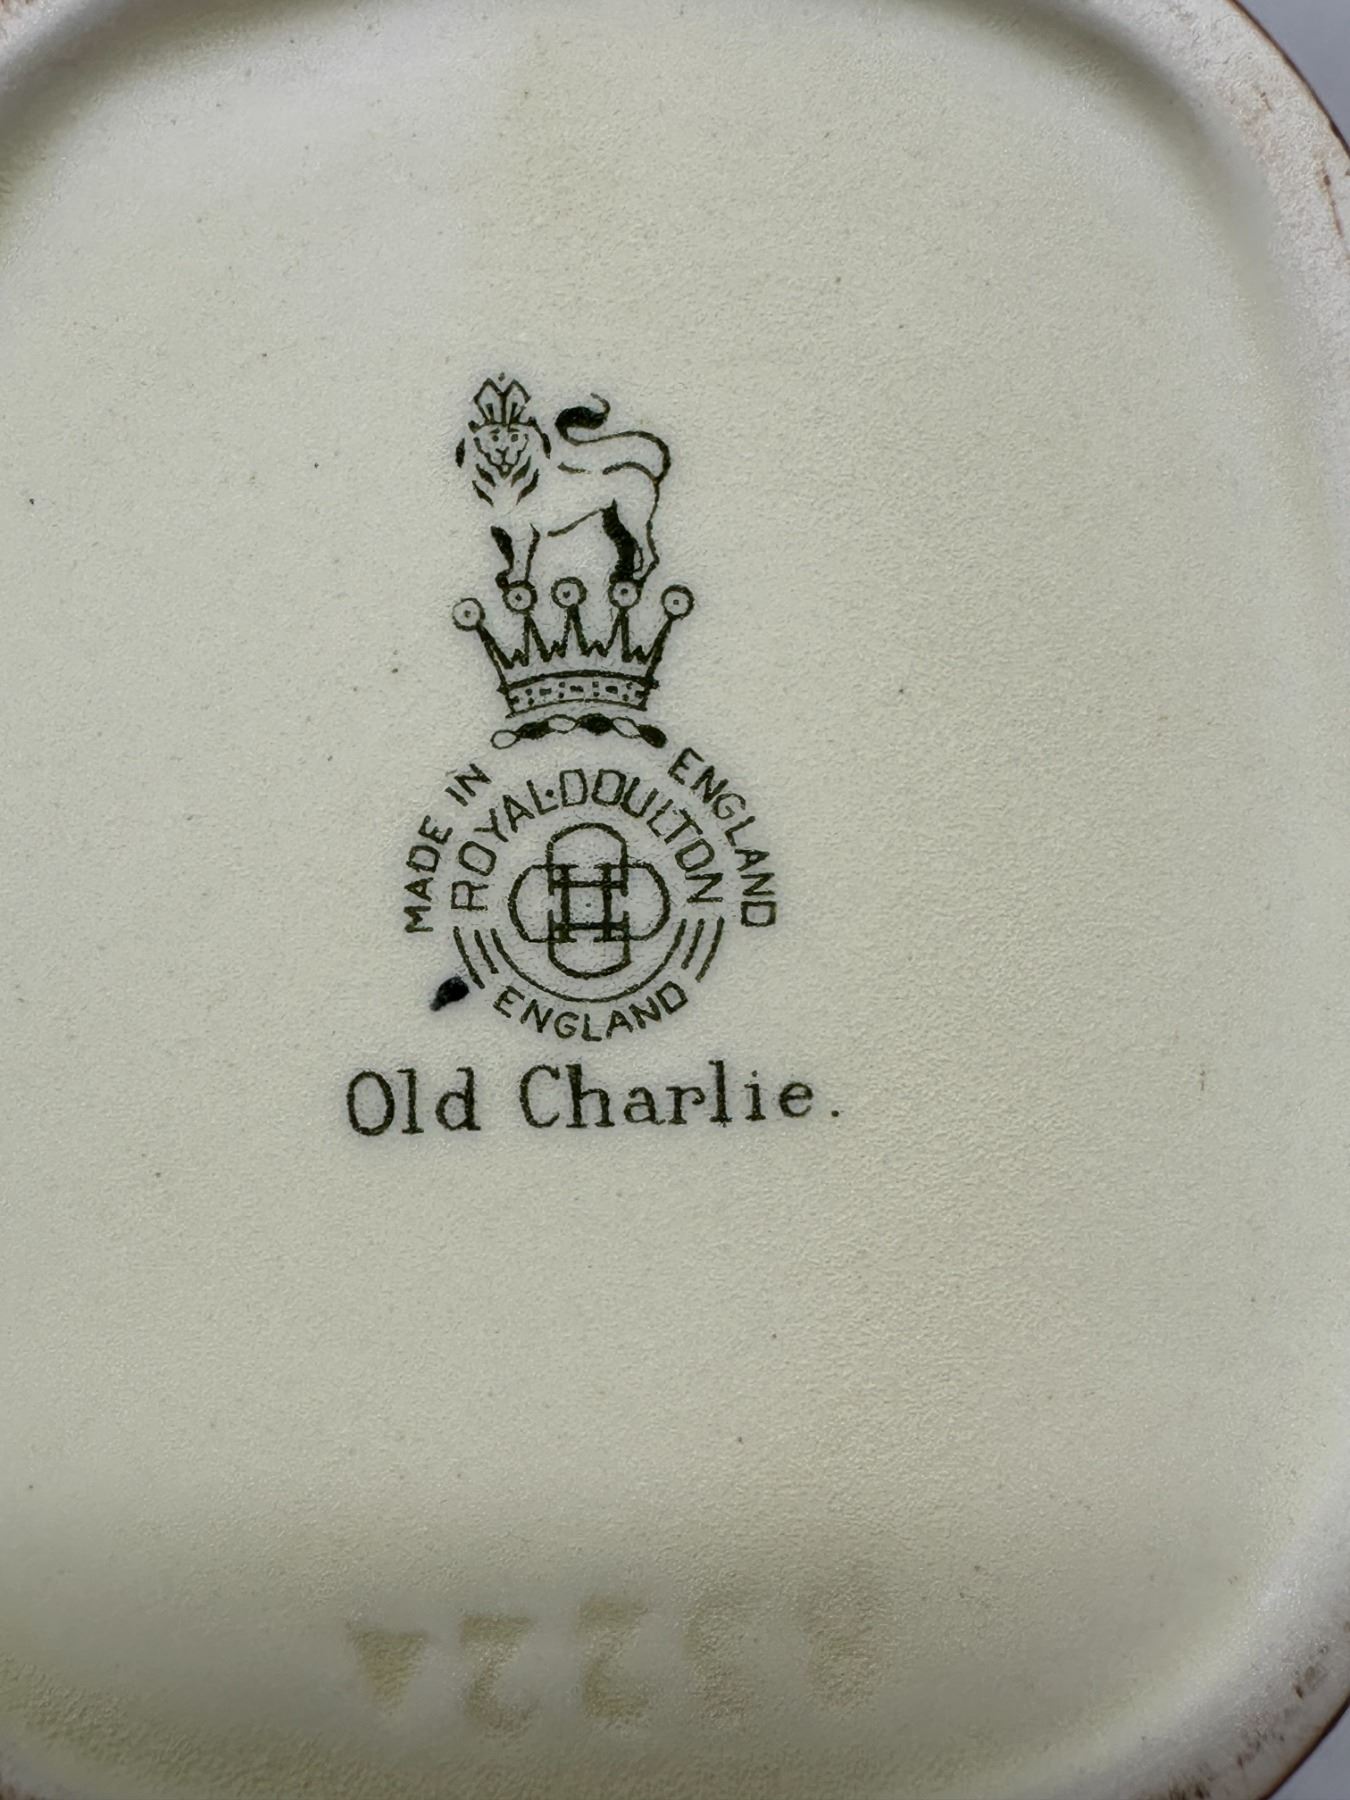 MADE IN ENGLAND
ROYAL·DOULTON
ENGLAND
Old Charlie.